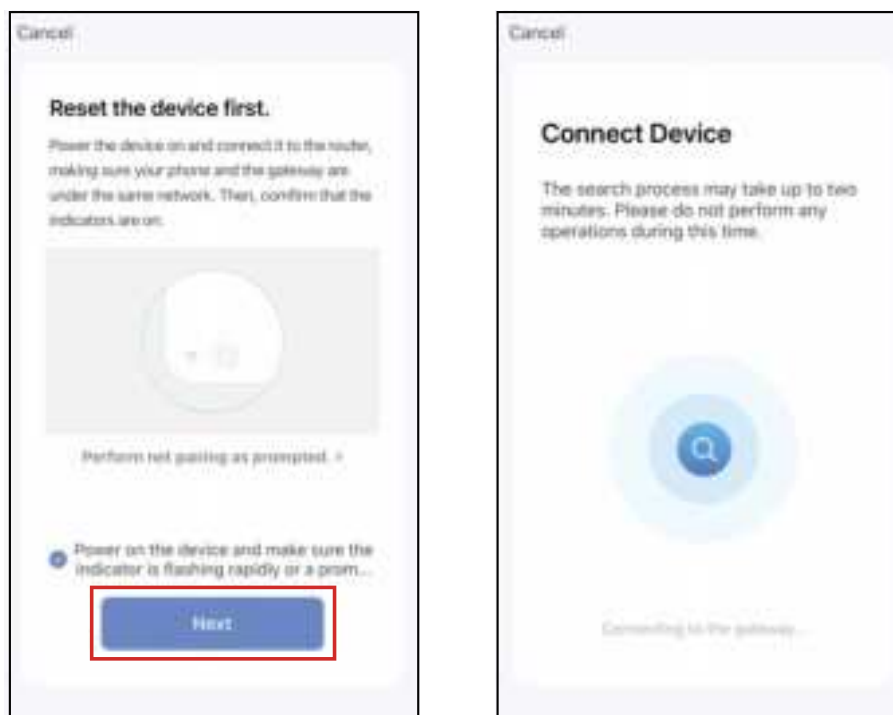 Cancel
Reset the device first.
Power the device on and connect it to the router,
making sure your phone and the gateway are
under the same network. Then, comfirm that the
indicators are on.
Perform net pairing as prompted. >
Power on the device and make sure the
indicator is flashing rapidly or a prom...
Next
Cancel
Connect Device
The search process may take up to two
minutes. Please do not perform any
operations during this time.
Connecting to the gateway...